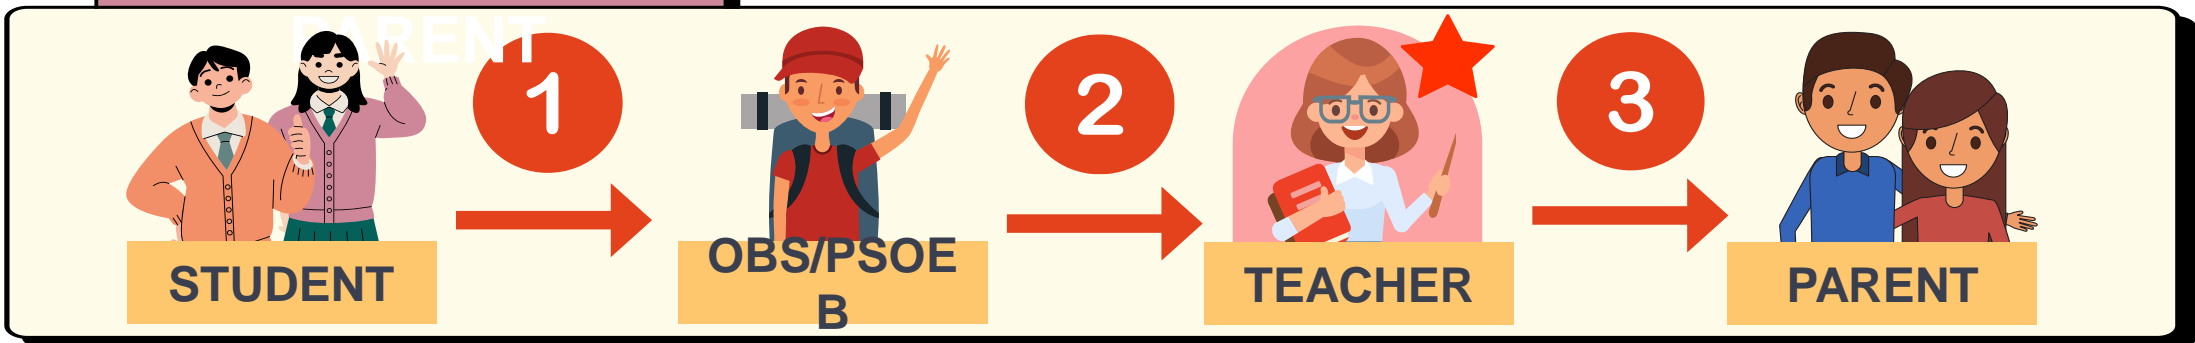 PARENT
1
2
3
STUDENT
OBS/PSOE
B
TEACHER
PARENT